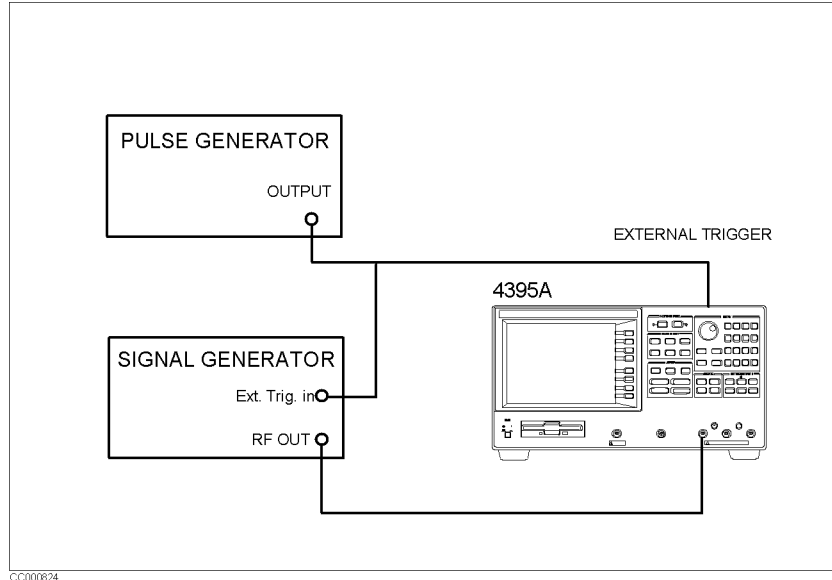 PULSE GENERATOR
OUTPUT
EXTERNAL TRIGGER
4395A
SIGNAL GENERATOR
Ext. Trig. in
RF OUT
CC000824